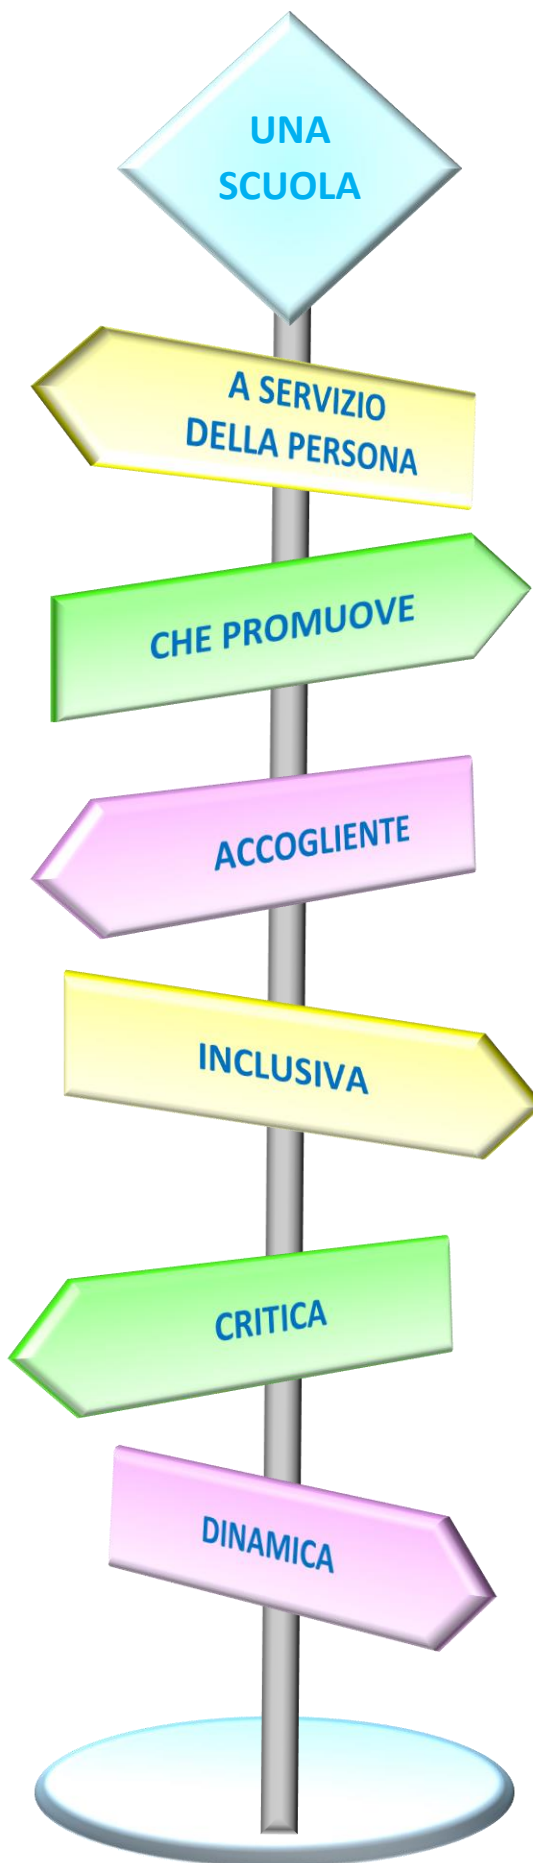 UNA
SCUOLA
A SERVIZIO
DELLA PERSONA
CHE PROMUOVE
ACCOGLIENTE
INCLUSIVA
CRITICA
DINAMICA